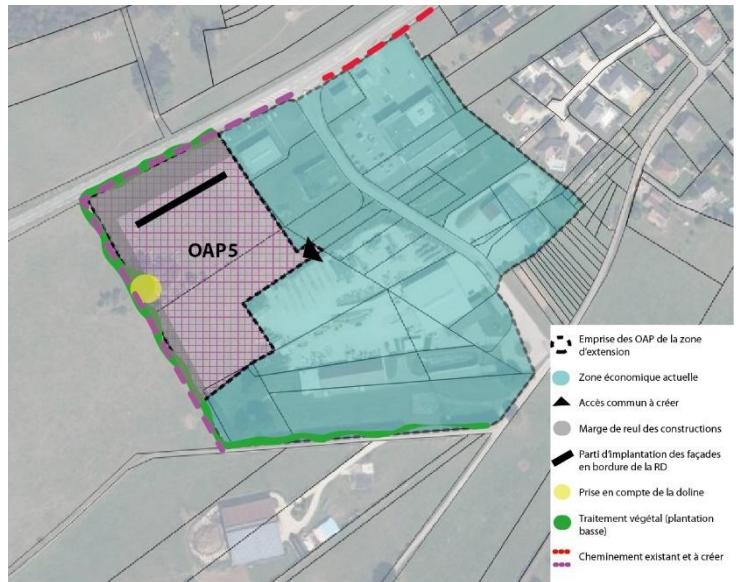 OAP5
Emprise des OAP de la zone
d'extension
Zone économique actuelle
Accès commun à créer
Marge de reul des constructions
Parti d'implantation des façades
en bordure de la RD
Prise en compte de la doline
Traitement végétal (plantation
basse)
Cheminement existant et à créer